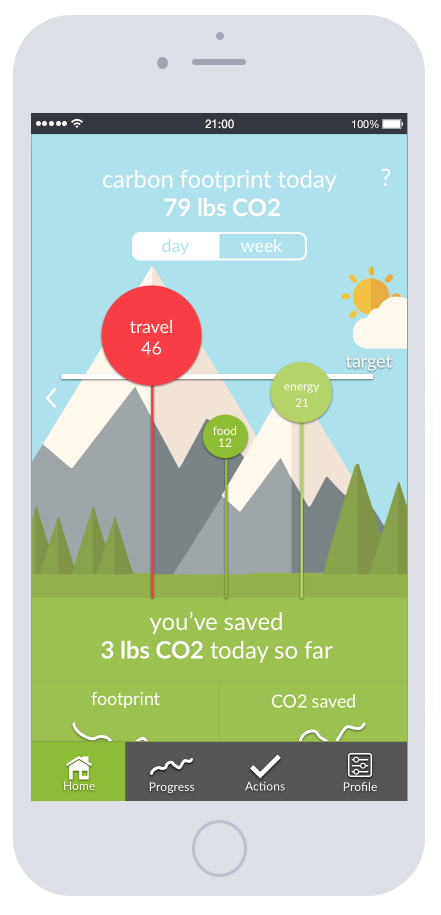 21:00
100%
carbon footprint today
?
79 lbs CO2
day
week
travel
46
target
energy
21
food
12
you've saved
3 lbs CO2 today so far
footprint
CO2 saved
Home
Progress
Actions
Profile